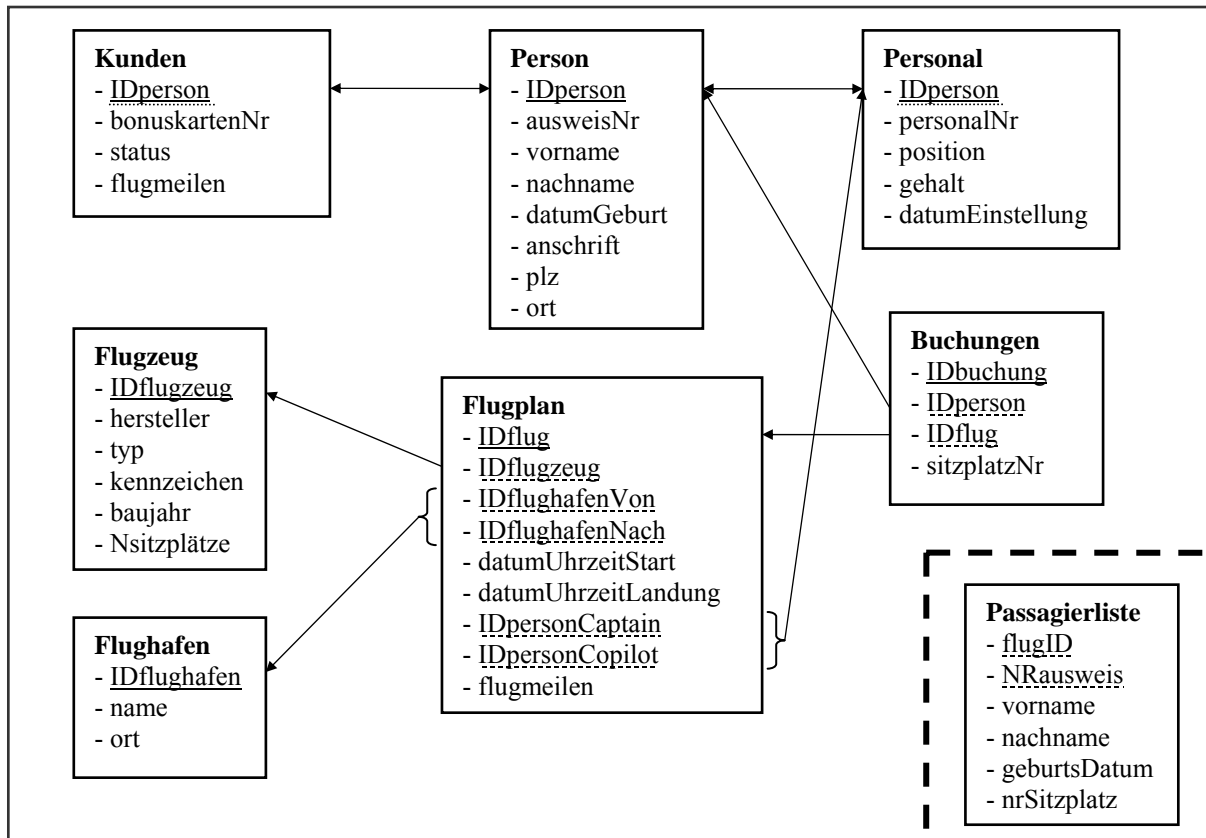 Kunden
- IDperson
- bonuskartenNr
- status
- flugmeilen
Person
- IDperson
- ausweisNr
- vorname
- nachname
- datumGeburt
- anschrift
- plz
- ort
Personal
- IDperson
- personalNr
- position
- gehalt
- datumEinstellung
Flugzeug
- IDflugzeug
- hersteller
- typ
- kennzeichen
- baujahr
- Nsitzplätze
Flugplan
- IDflug
- IDflugzeug
- IDflughafenVon
- IDflughafenNach
- datumUhrzeitStart
- datumUhrzeitLandung
- IDpersonCaptain
- IDpersonCopilot
- flugmeilen
Buchungen
- IDbuchung
- IDperson
- IDflug
- sitzplatzNr
Flughafen
- IDflughafen
- name
- ort
Passagierliste
- flugID
- NRausweis
- vorname
- nachname
- geburtsDatum
- nrSitzplatz